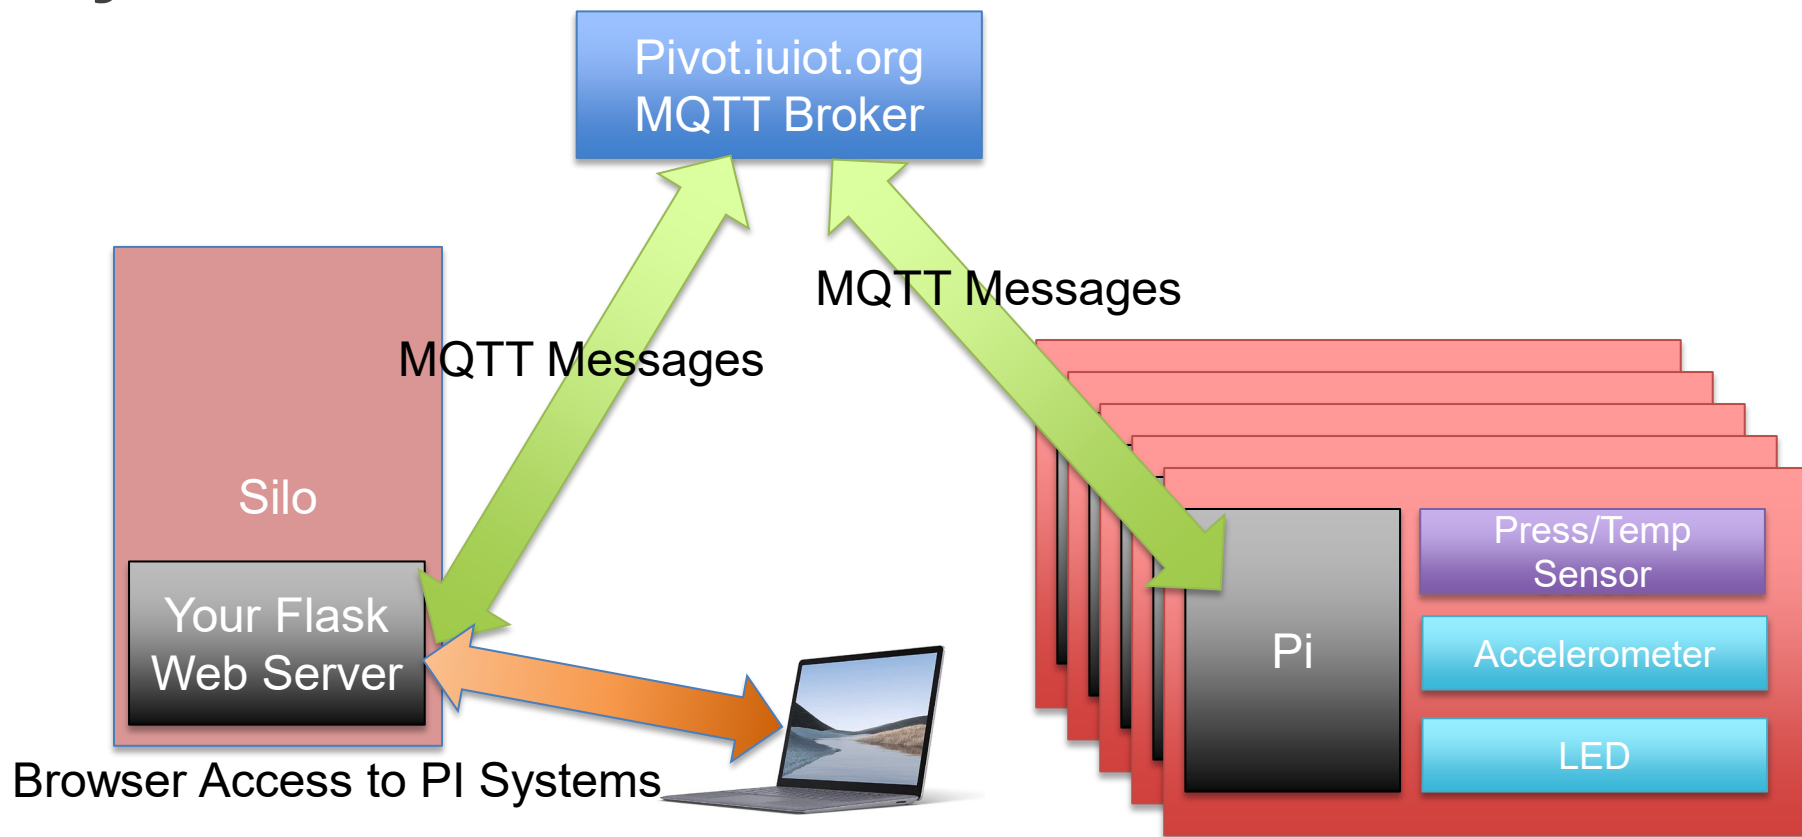 Pivot.iuiot.org
MQTT Broker
MQTT Messages
MQTT Messages
Silo
Your Flask
Web Server
Browser Access to PI Systems
Pi
Press/Temp
Sensor
Accelerometer
LED